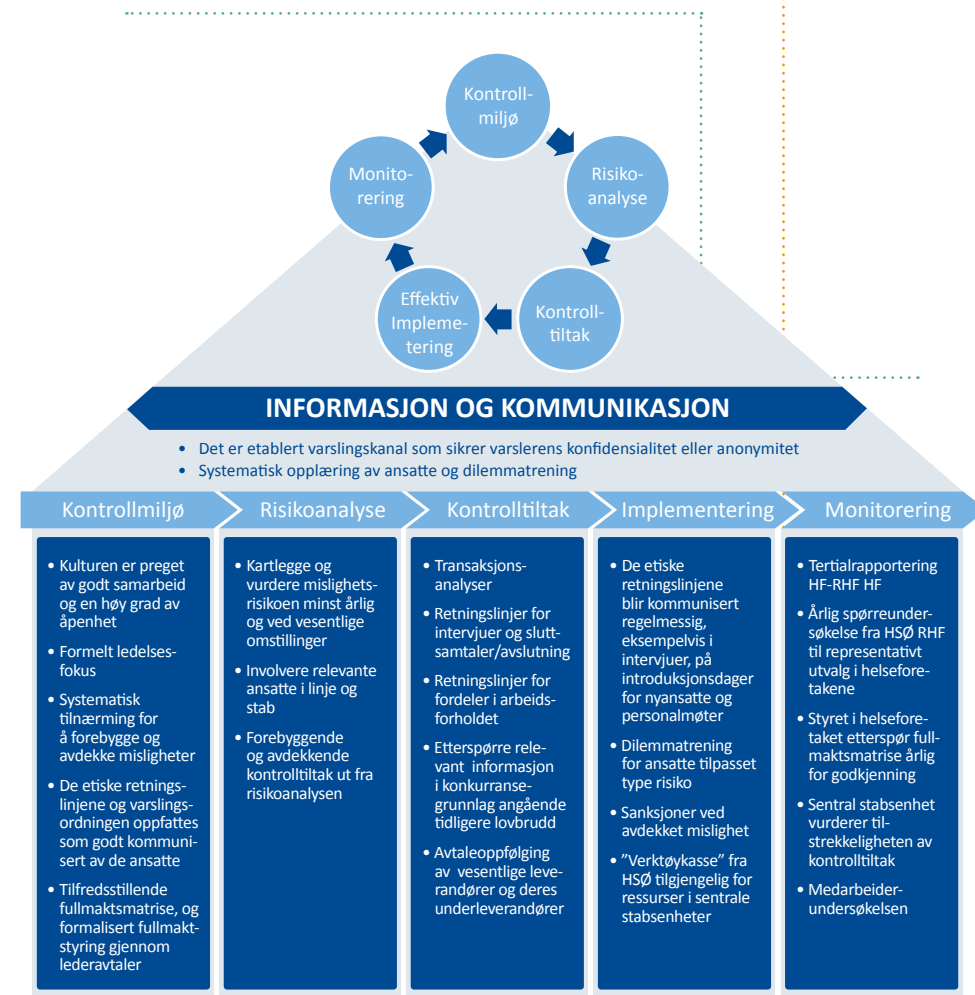 Kontroll-
miljø
Monito-
rering
Risiko-
analyse
Effektiv
Impleme-
tering
Kontroll-
tiltak
INFORMASJON OG KOMMUNIKASJON
• Det er etablert varslingskanal som sikrer varslerens konfidensialitet eller anonymitet
• Systematisk opplæring av ansatte og dilemmatrening
Kontrollmiljø
Risikoanalyse
Kontrolltiltak
Implementering
Monitorering
• Kulturen er preget
av godt samarbeid
og en høy grad av
åpenhet
• Formelt ledelses-
fokus
• Systematisk
tilnærming for
å forebygge og
avdekke misligheter
• De etiske retnings-
linjene og varslings-
ordningen oppfattes
som godt kommuni-
sert av de ansatte
• Tilfredsstillende
fullmaktsmatrise, og
formalisert fullmakt-
styring gjennom
lederavtaler
• Kartlegge og
vurdere mislighets-
risikoen minst årlig
og ved vesentlige
omstillinger
• Involvere relevante
ansatte i linje og
stab
• Forebyggende
og avdekkende
kontrolltiltak ut fra
risikoanalysen
• Transaksjons-
analyser
• Retningslinjer for
intervjuer og slutt-
samtaler/avslutning
• Retningslinjer for
fordeler i arbeids-
forholdet
• Etterspørre rele-
vant informasjon
i konkurranse-
grunnlag angående
tidligere lovbrudd
• Avtaleoppfølging
av vesentlige leve-
randører og deres
underleverandører
• De etiske
retningslinjene
blir kommunisert
regelmessig,
eksempelvis i
intervjuer, på
introduksjonsdager
for nyansatte og
personalmøter
• Dilemmatrening
for ansatte tilpasset
type risiko
• Sanksjoner ved
avdekket mislighet
• ”Verktøykasse” fra
HSØ tilgjengelig for
ressurser i sentrale
stabsenheter
• Tertialrapportering
HF-RHF HF
• Årlig spørreunder-
søkelse fra HSØ RHF
til representativt
utvalg i helsefore-
takene
• Styret i helsefore-
taket etterspør full-
maktsmatrise årlig
for godkjenning
• Sentral stabsenhet
vurderer til-
strekkeligheten av
kontrolltiltak
• Medarbeider-
undersøkelsen